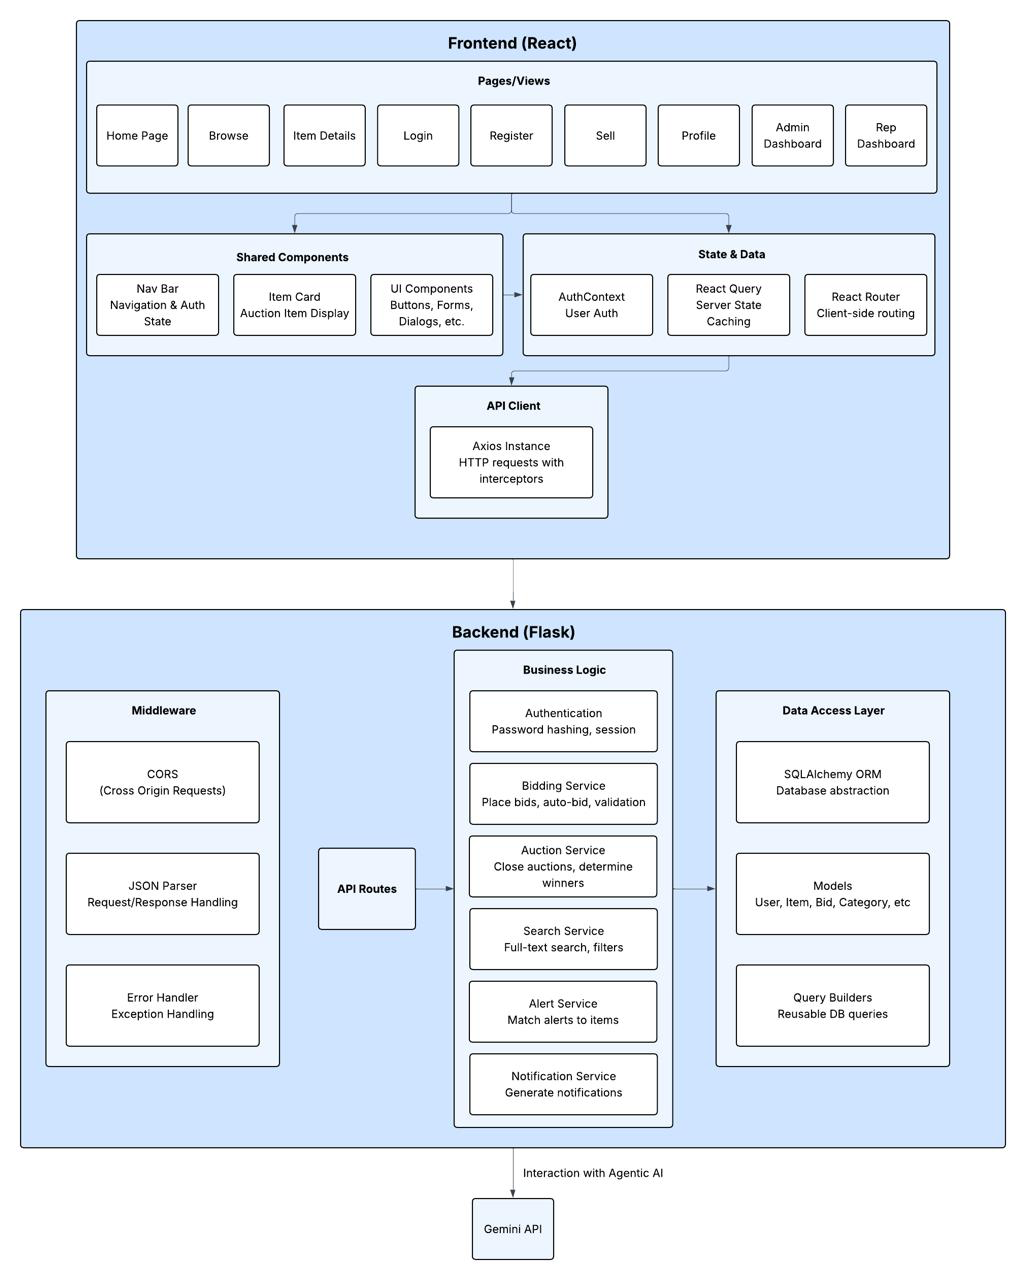 Frontend (React)
Pages/Views
Home Page
Browse
Item Details
Login
Register
Sell
Profile
Admin
Dashboard
Rep
Dashboard
Shared Components
Nav Bar
Navigation & Auth
State
Item Card
Auction Item Display
UI Components
Buttons, Forms,
Dialogs, etc.
State & Data
AuthContext
User Auth
React Query
Server State
Caching
React Router
Client-side routing
API Client
Axios Instance
HTTP requests with
interceptors
Backend (Flask)
Middleware
CORS
(Cross Origin Requests)
JSON Parser
Request/Response Handling
Error Handler
Exception Handling
API Routes
Business Logic
Authentication
Password hashing, session
Bidding Service
Place bids, auto-bid, validation
Auction Service
Close auctions, determine
winners
Search Service
Full-text search, filters
Alert Service
Match alerts to items
Notification Service
Generate notifications
Data Access Layer
SQLAlchemy ORM
Database abstraction
Models
User, Item, Bid, Category, etc
Query Builders
Reusable DB queries
Interaction with Agentic AI
Gemini API